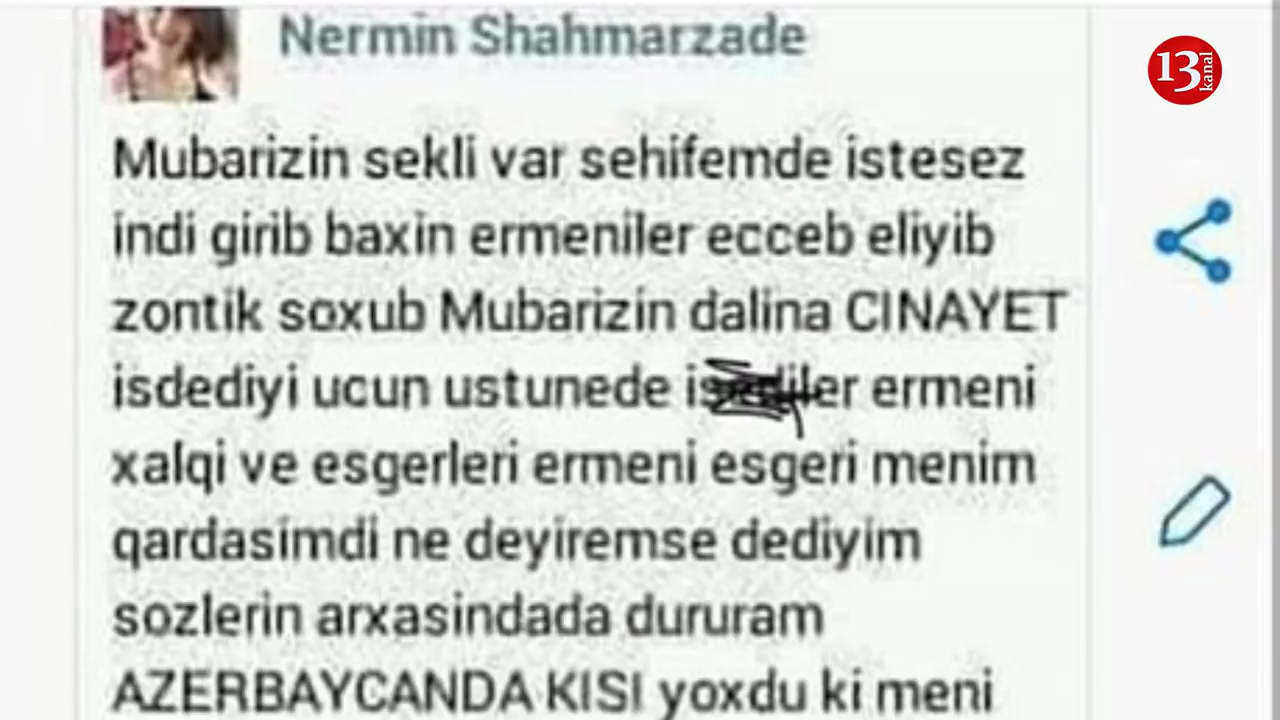 Nermin Shahmarzade
13 kanal
Mubarizin sekli var sehifemde istesez
indi girib baxin ermeniler ecceb eliyib
zontik soxub Mubarizin dalina CINAYET
isdediyi ucun ustunede ermeni
xalqi ve esgerleri ermeni esgeri menim
qardasimdi ne deyiremse dediyim
sozlerin arxasindada dururam
AZERBAYCANDA KISI yoxdu ki meni